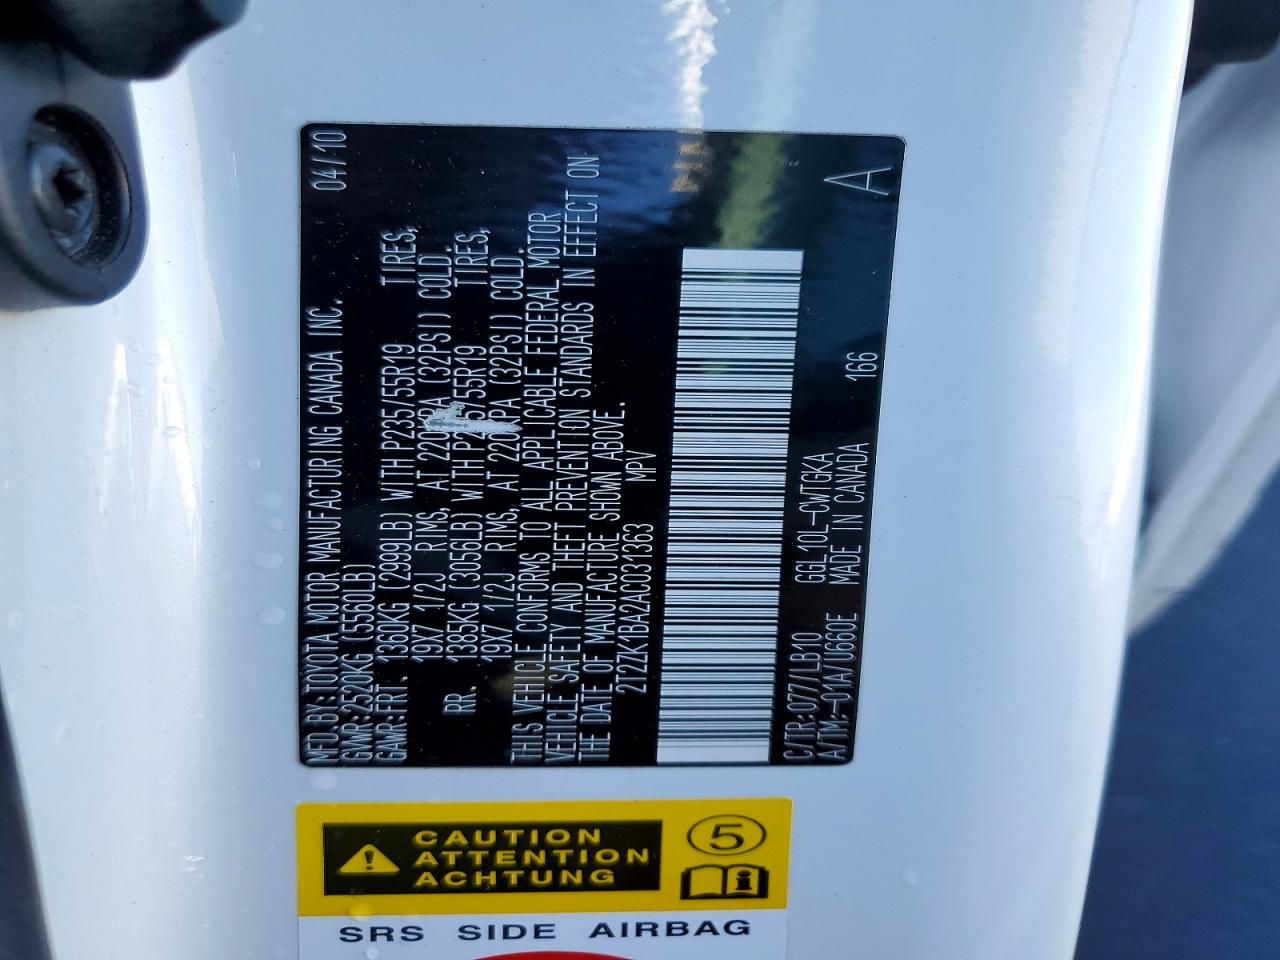 MFD.BY:TOYOTA MOTOR MANUFACTURING CANADA INC. 04/10
GVWR:2520KG (5560LB)
GAWR:FRT. 1360KG (2999LB) WITH P235/55R19 TIRES,
19X7 1/2J RIMS, AT 220KPA (32PSI) COLD.
RR. 1385KG (3056LB) WITH P235/55R19 TIRES,
19X7 1/2J RIMS, AT 220KPA (32PSI) COLD.
THIS VEHICLE CONFORMS TO ALL APPLICABLE FEDERAL MOTOR
VEHICLE SAFETY AND THEFT PREVENTION STANDARDS IN EFFECT ON
THE DATE OF MANUFACTURE SHOWN ABOVE.
2T2ZK1BA2AC031363 MPV
C/TR:077/LB10 GGL10L-CWTGKA 166 A
A/TM:-01A/U660E MADE IN CANADA
CAUTION
ATTENTION
ACHTUNG
5
SRS SIDE AIRBAG